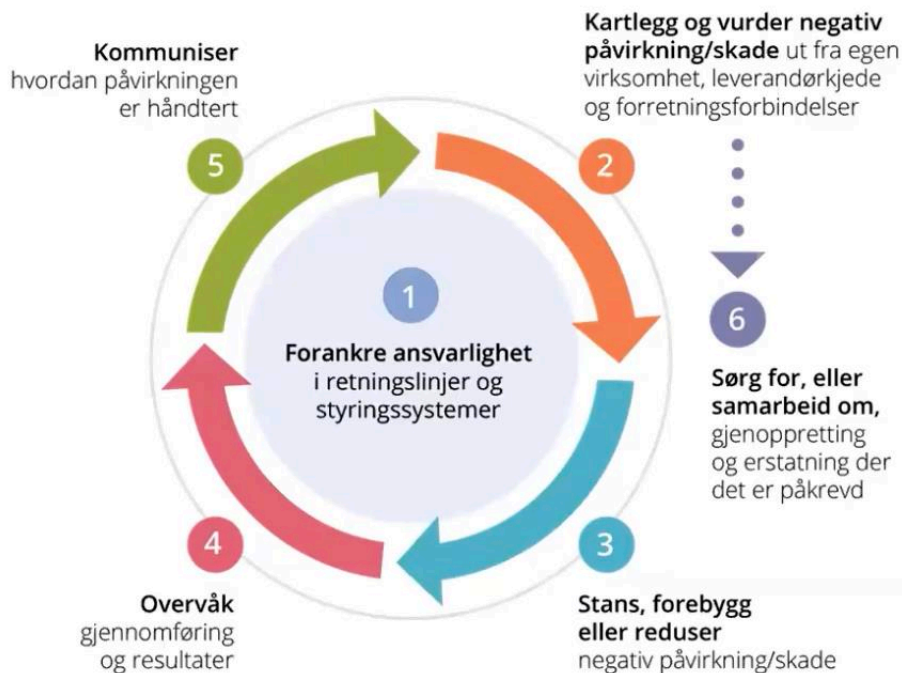 1
Forankre ansvarlighet
i retningslinjer og
styringssystemer
2
Kartlegg og vurder negativ
påvirkning/skade ut fra egen
virksomhet, leverandørkjede
og forretningsforbindelser
3
Stans, forebygg
eller reduser
negativ påvirkning/skade
4
Overvåk
gjennomføring
og resultater
5
Kommuniser
hvordan påvirkningen
er håndtert
6
Sørg for, eller
samarbeid om,
gjenoppretting
og erstatning der
det er påkrevd